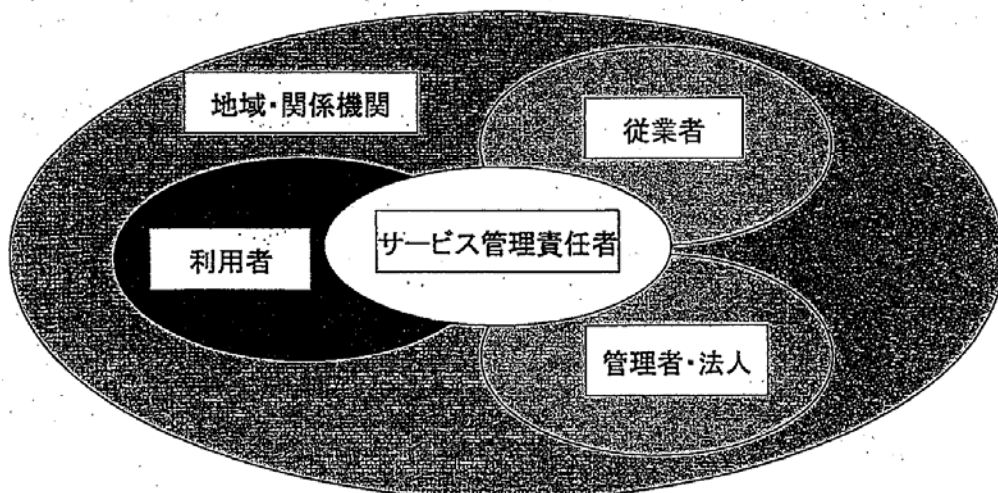 地域・関係機関
従業者
サービス管理責任者
利用者
管理者・法人